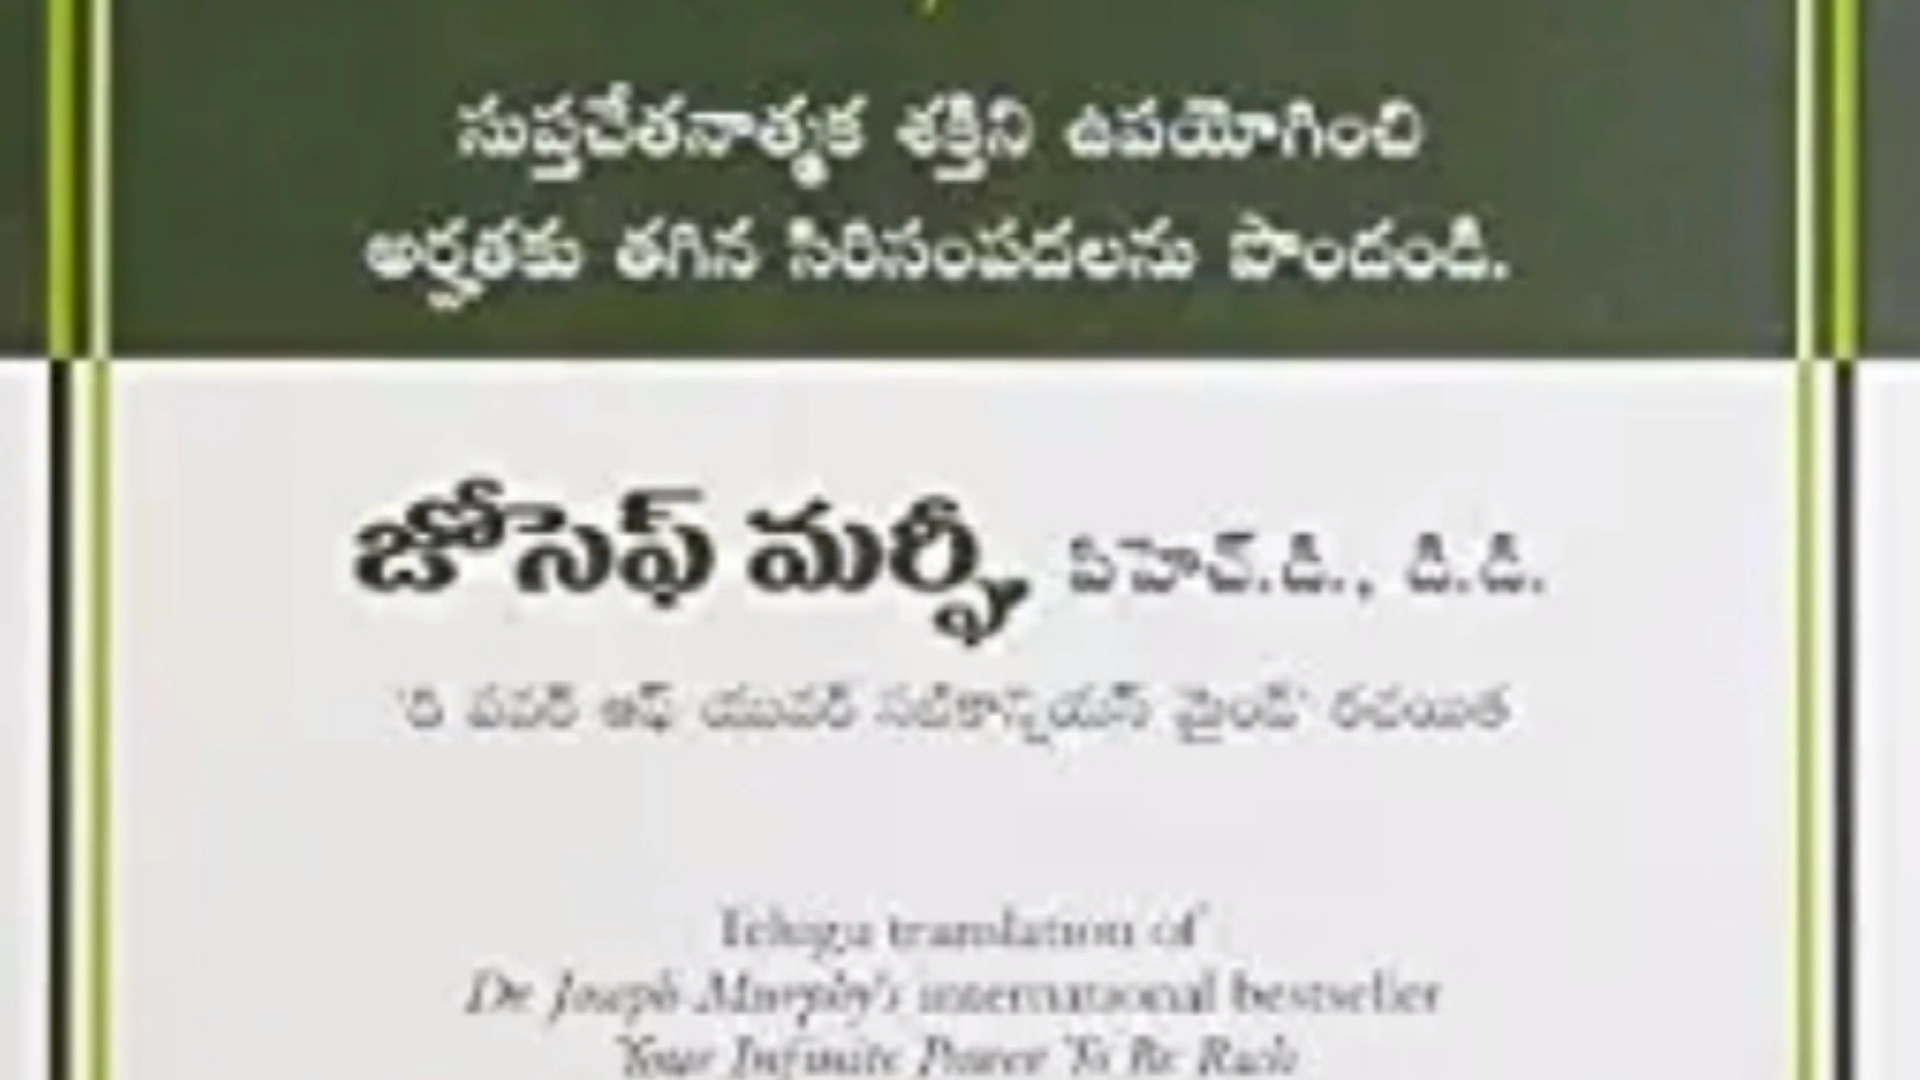 సుప్తచేతనాత్మక శక్తిని ఉపయోగించి
అర్హతకు తగిన సిరిసంపదలను పొందండి.
జోసెఫ్ మర్ఫీ పిహెచ్.డి., డి.డి.
'ది పవర్ ఆఫ్ యువర్ సబ్‌కాన్షియస్ మైండ్' రచయిత
Telugu translation of
Dr Joseph Murphy's international bestseller
Your Infinite Power To Be Rich